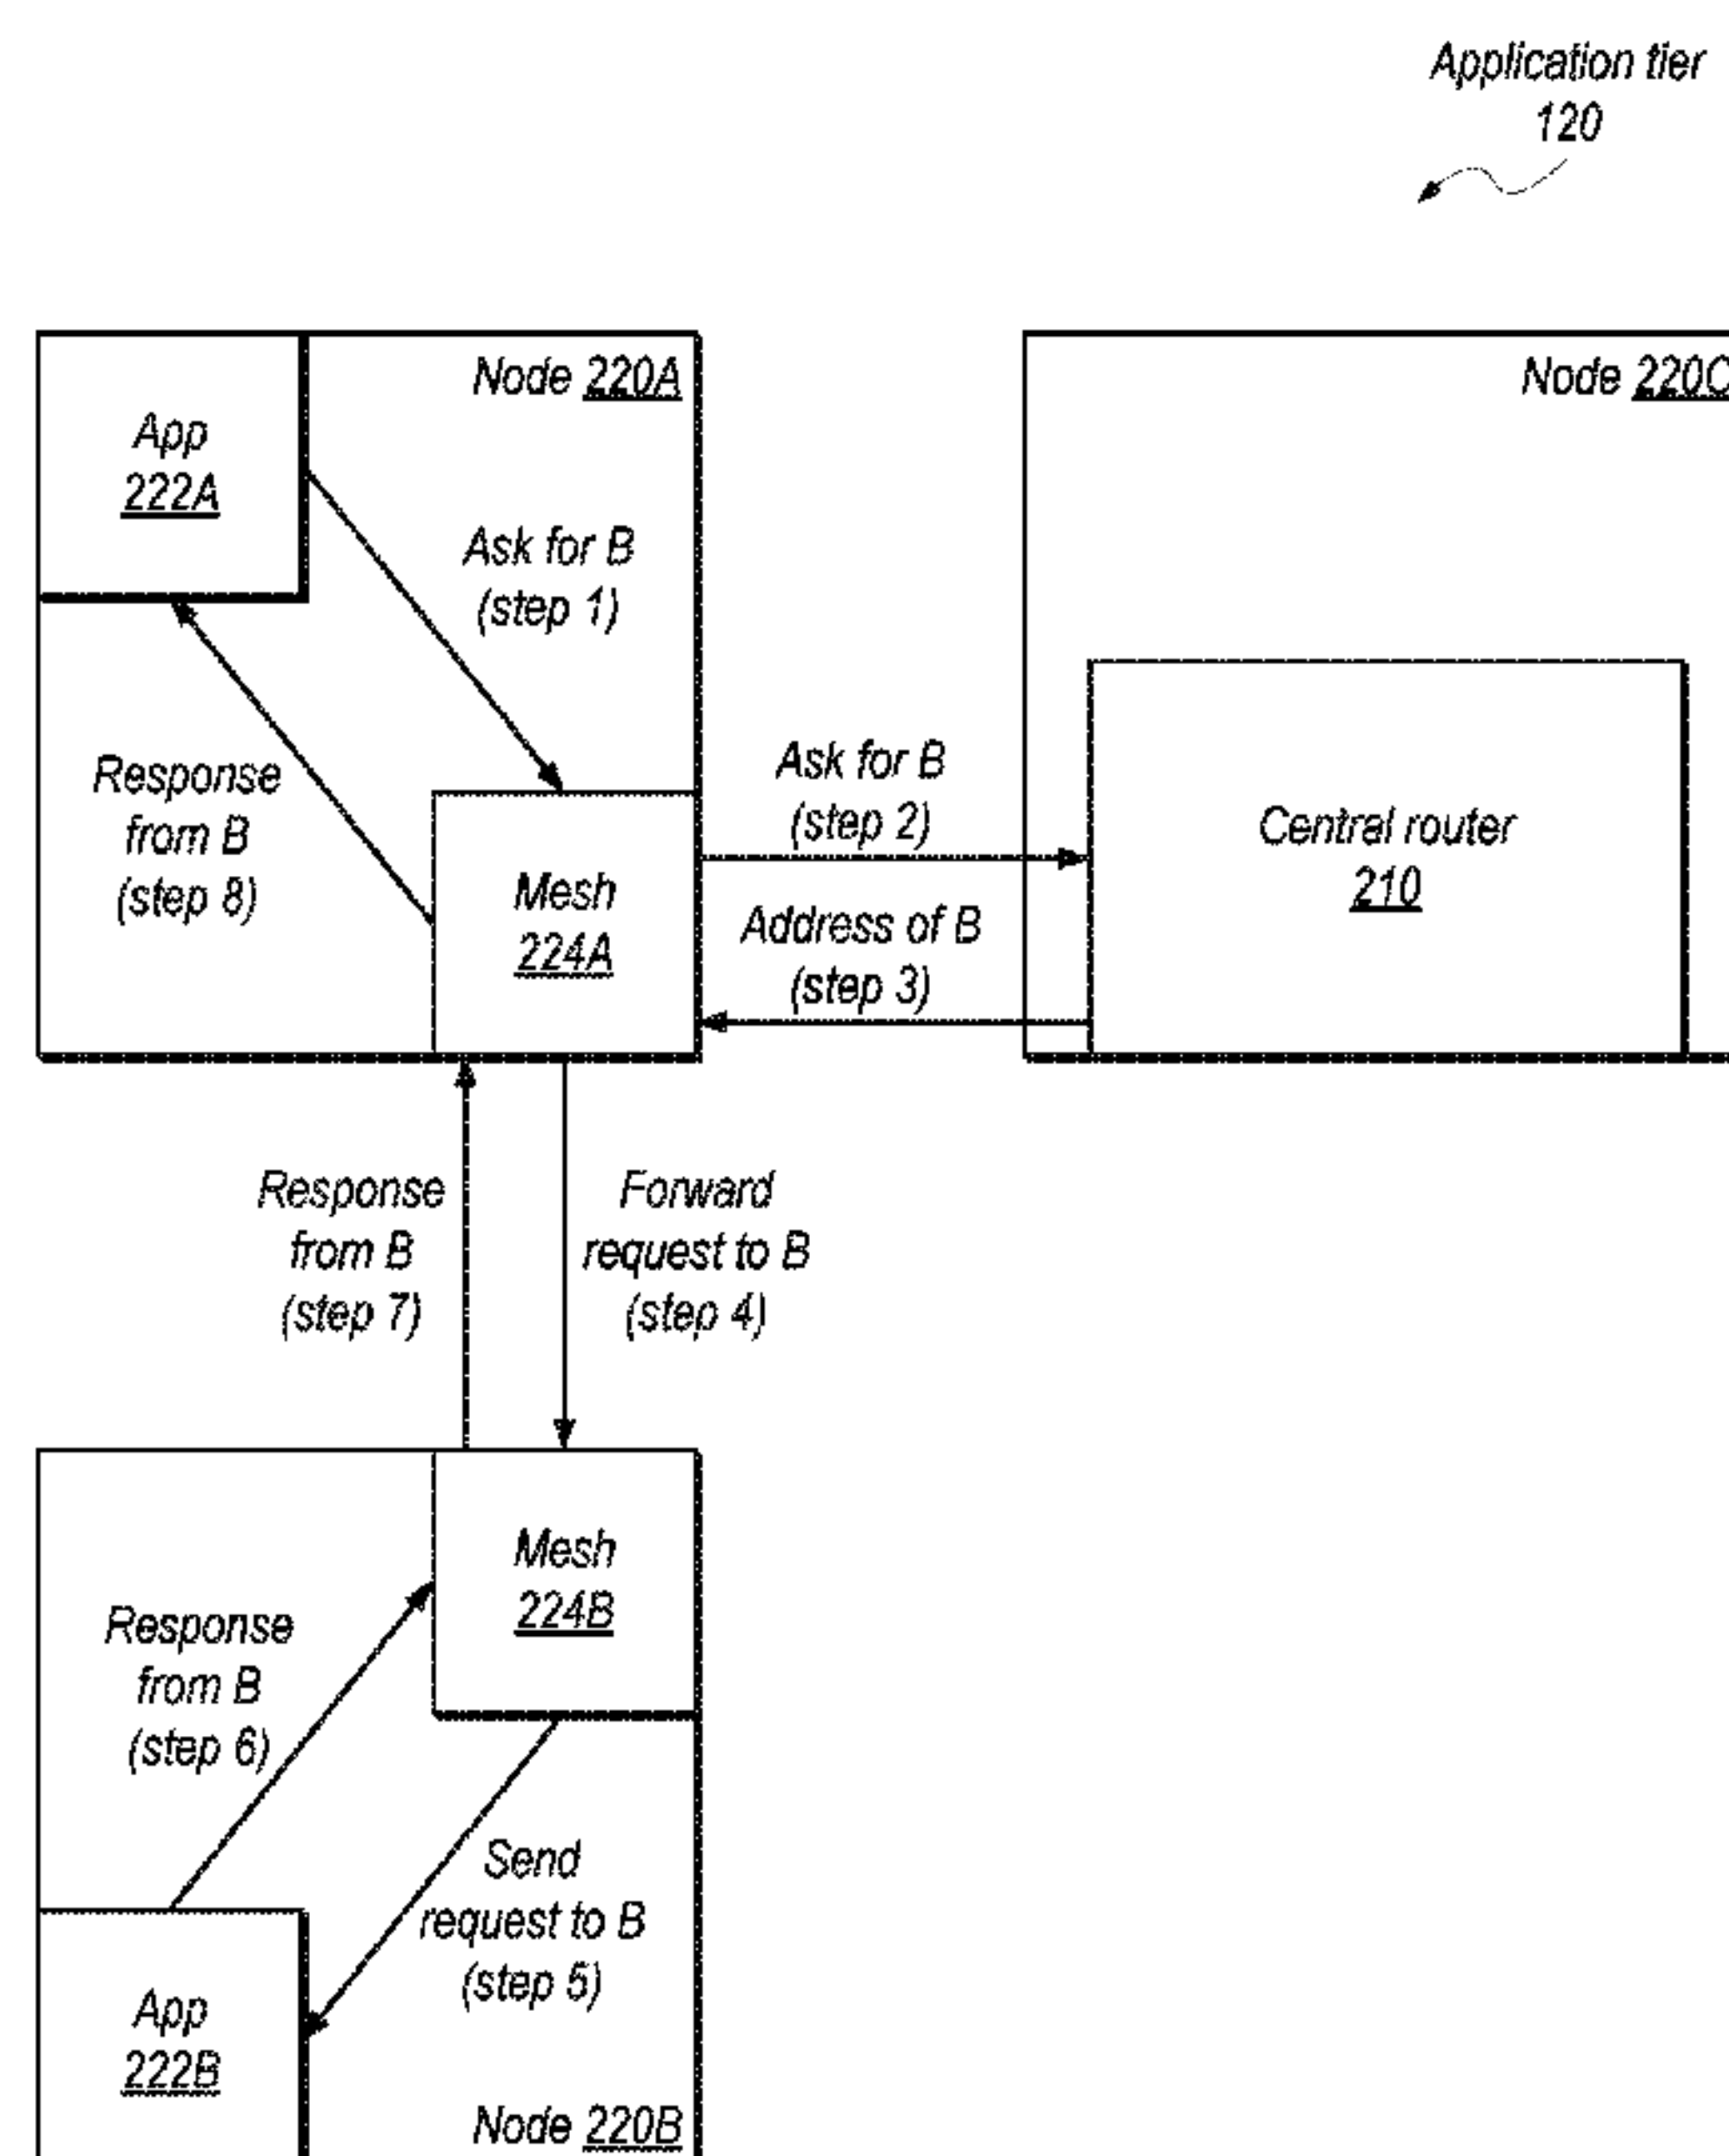 Application tier
120
Node 220A
Node 220C
App
222A
Ask for B
(step 1)
Response
from B
(step 8)
Mesh
224A
Ask for B
(step 2)
Address of B
(step 3)
Central router
210
Response
from B
(step 7)
Forward
request to B
(step 4)
Mesh
224B
Response
from B
(step 6)
Send
request to B
(step 5)
App
222B
Node 220B